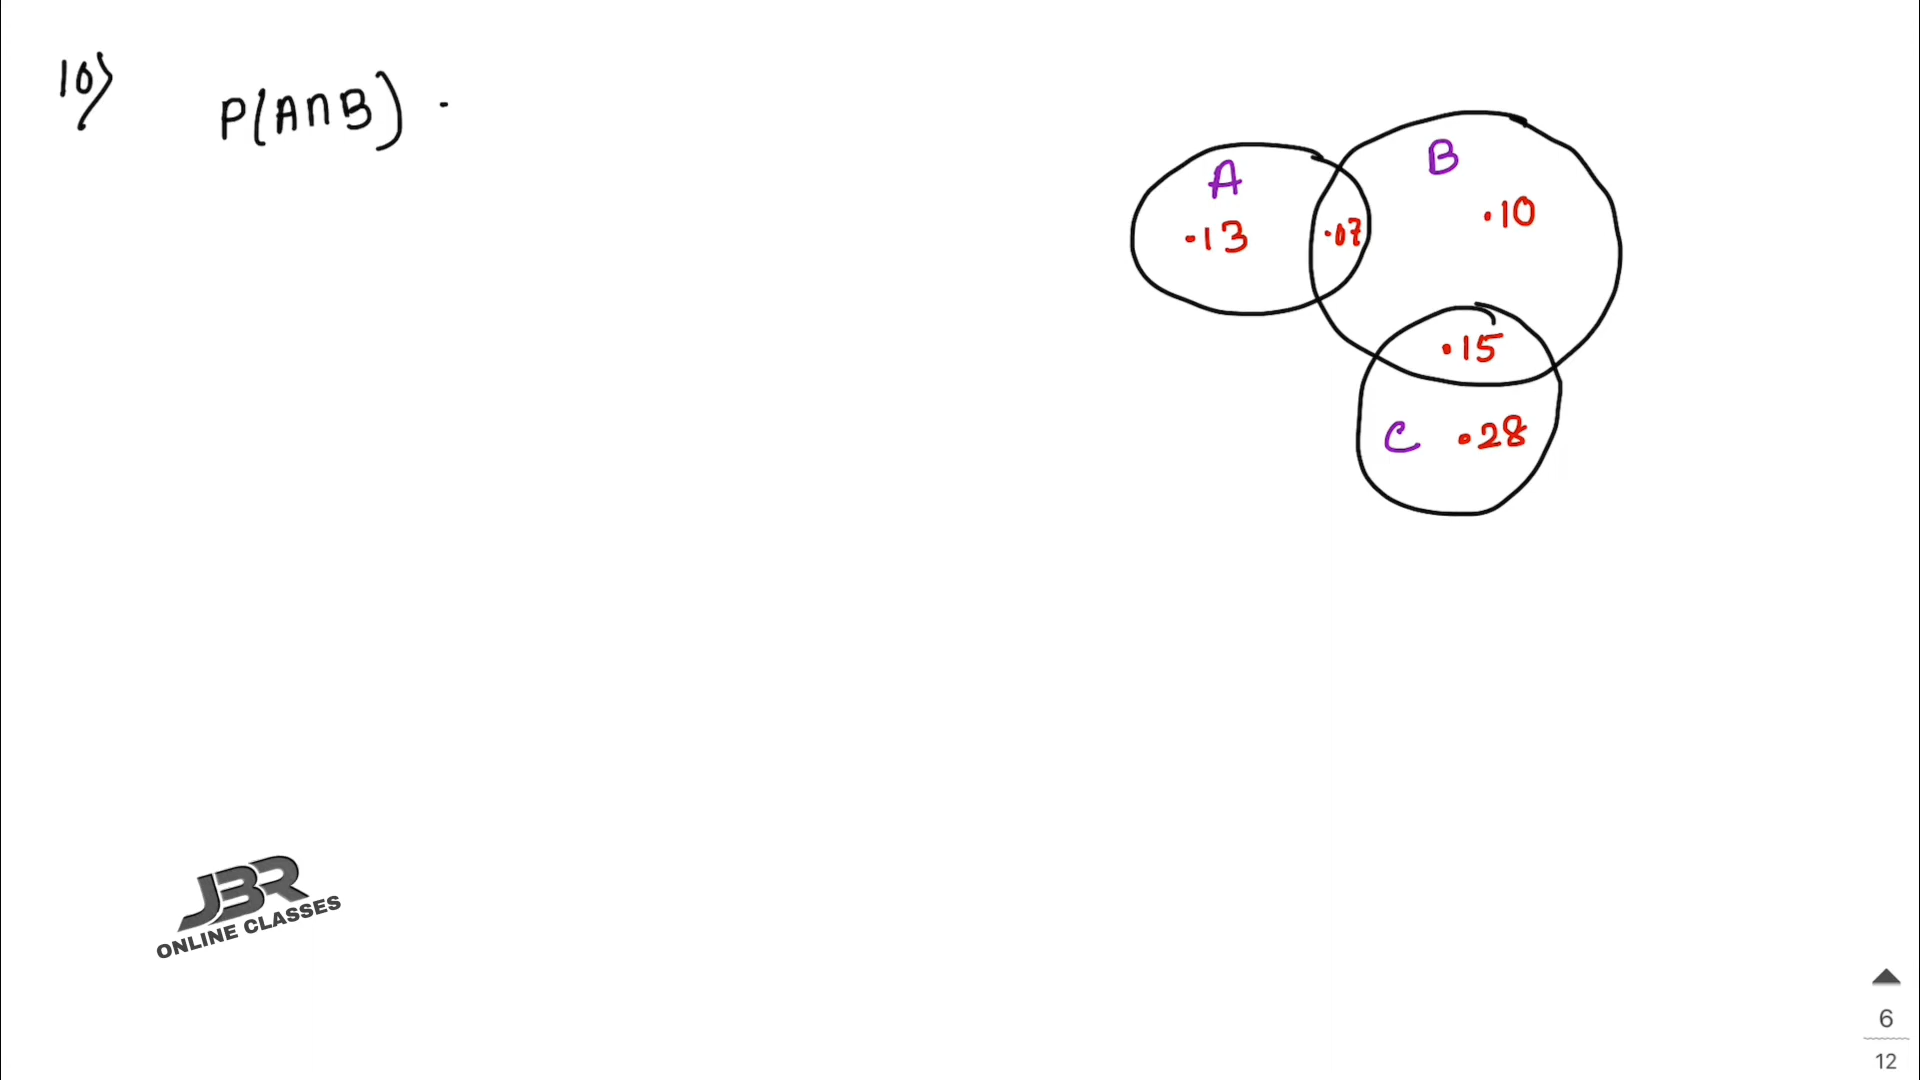 10)
P(A∩B) -
A
B
·10
·13
·07
·15
C ·28
JBR
ONLINE CLASSES
6
12